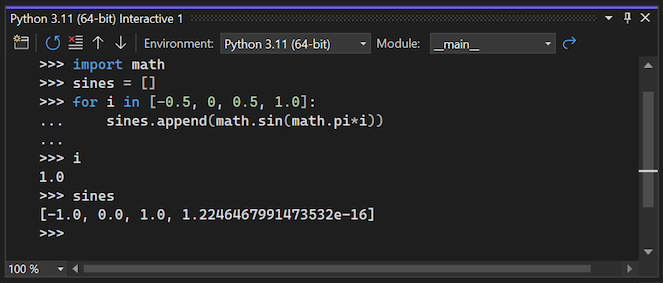 Python 3.11 (64-bit) Interactive 1
Environment: Python 3.11 (64-bit) Module: __main__
>>> import math
>>> sines = []
>>> for i in [-0.5, 0, 0.5, 1.0]:
...     sines.append(math.sin(math.pi*i))
...
>>> i
1.0
>>> sines
[-1.0, 0.0, 1.0, 1.2246467991473532e-16]
>>>
100 %